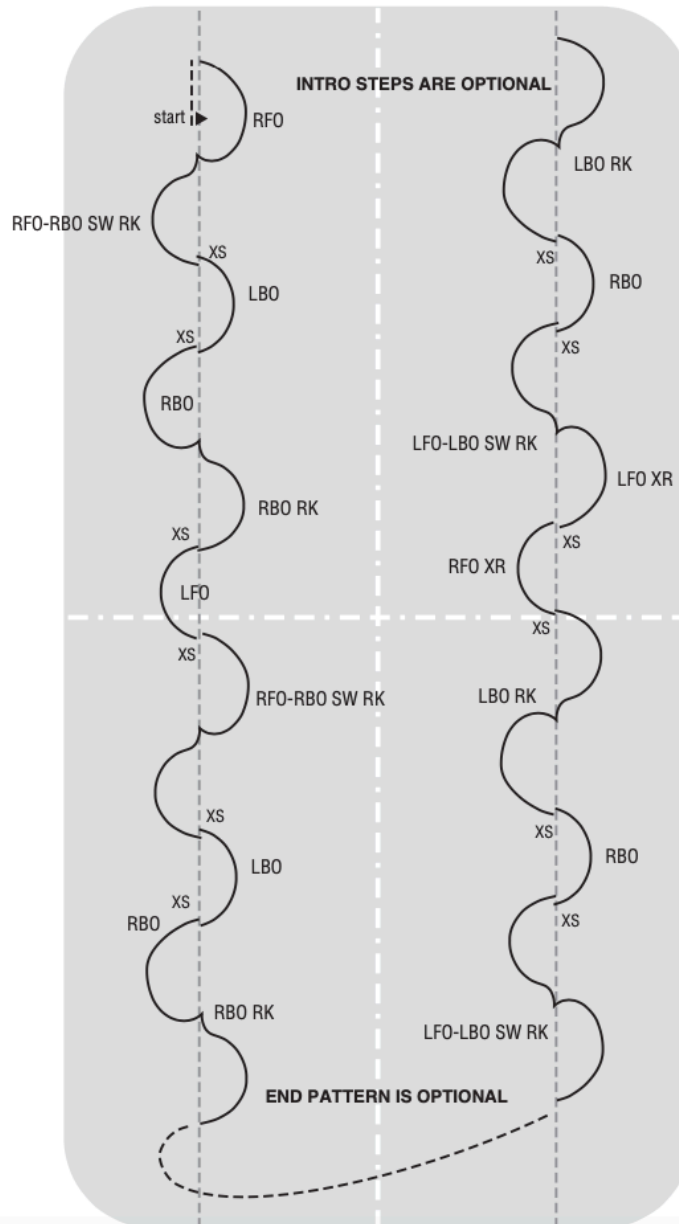 INTRO STEPS ARE OPTIONAL
start
RFO
RFO-RBO SW RK
XS
LBO
XS
RBO
RBO RK
XS
LFO
XS
RFO-RBO SW RK
XS
LBO
XS
RBO
RBO RK
LBO RK
XS
RBO
XS
LFO-LBO SW RK
LFO XR
XS
RFO XR
XS
LBO RK
XS
RBO
XS
LFO-LBO SW RK
END PATTERN IS OPTIONAL